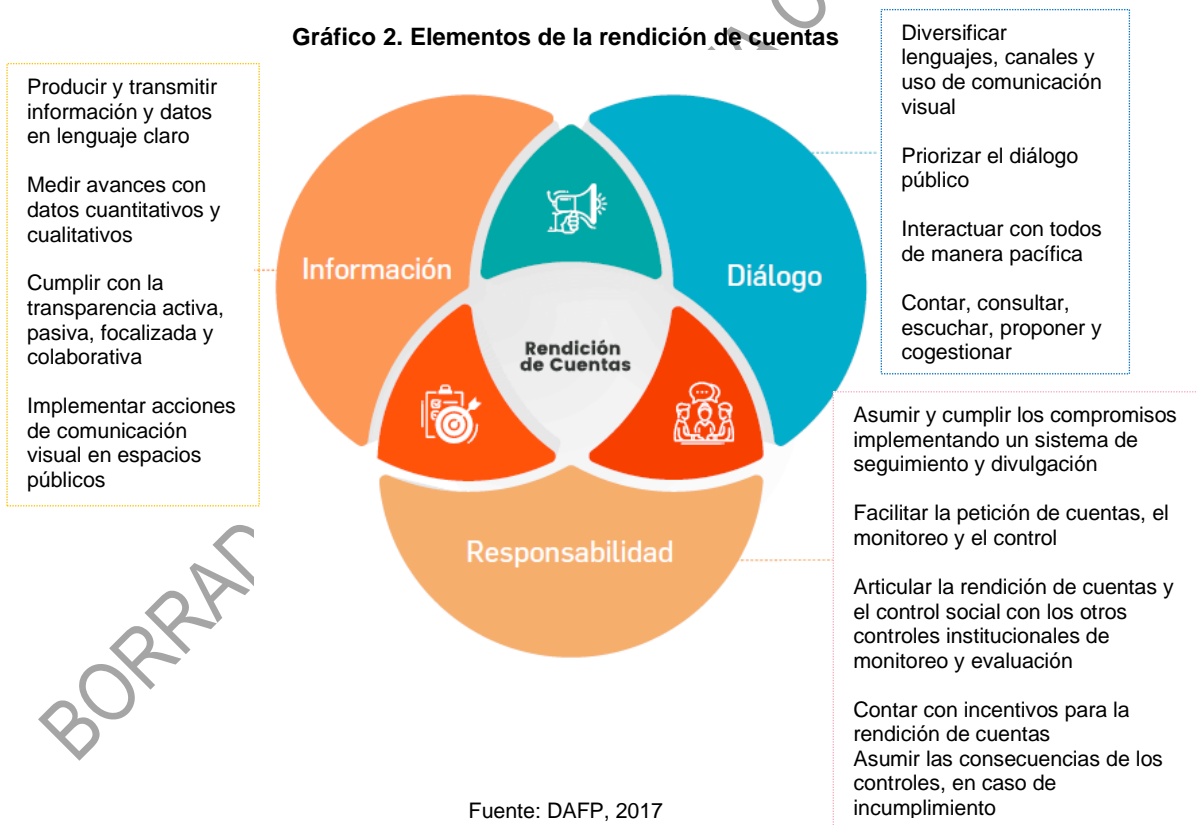 Gráfico 2. Elementos de la rendición de cuentas
Producir y transmitir
información y datos
en lenguaje claro
Medir avances con
datos cuantitativos y
cualitativos
Cumplir con la
transparencia activa,
pasiva, focalizada y
colaborativa
Implementar acciones
de comunicación
visual en espacios
públicos
Información
Diálogo
Rendición
de Cuentas
Responsabilidad
Diversificar
lenguajes, canales y
uso de comunicación
visual
Priorizar el diálogo
público
Interactuar con todos
de manera pacífica
Contar, consultar,
escuchar, proponer y
cogestionar
Asumir y cumplir los compromisos
implementando un sistema de
seguimiento y divulgación
Facilitar la petición de cuentas, el
monitoreo y el control
Articular la rendición de cuentas y
el control social con los otros
controles institucionales de
monitoreo y evaluación
Contar con incentivos para la
rendición de cuentas
Asumir las consecuencias de los
controles, en caso de
incumplimiento
Fuente: DAFP, 2017